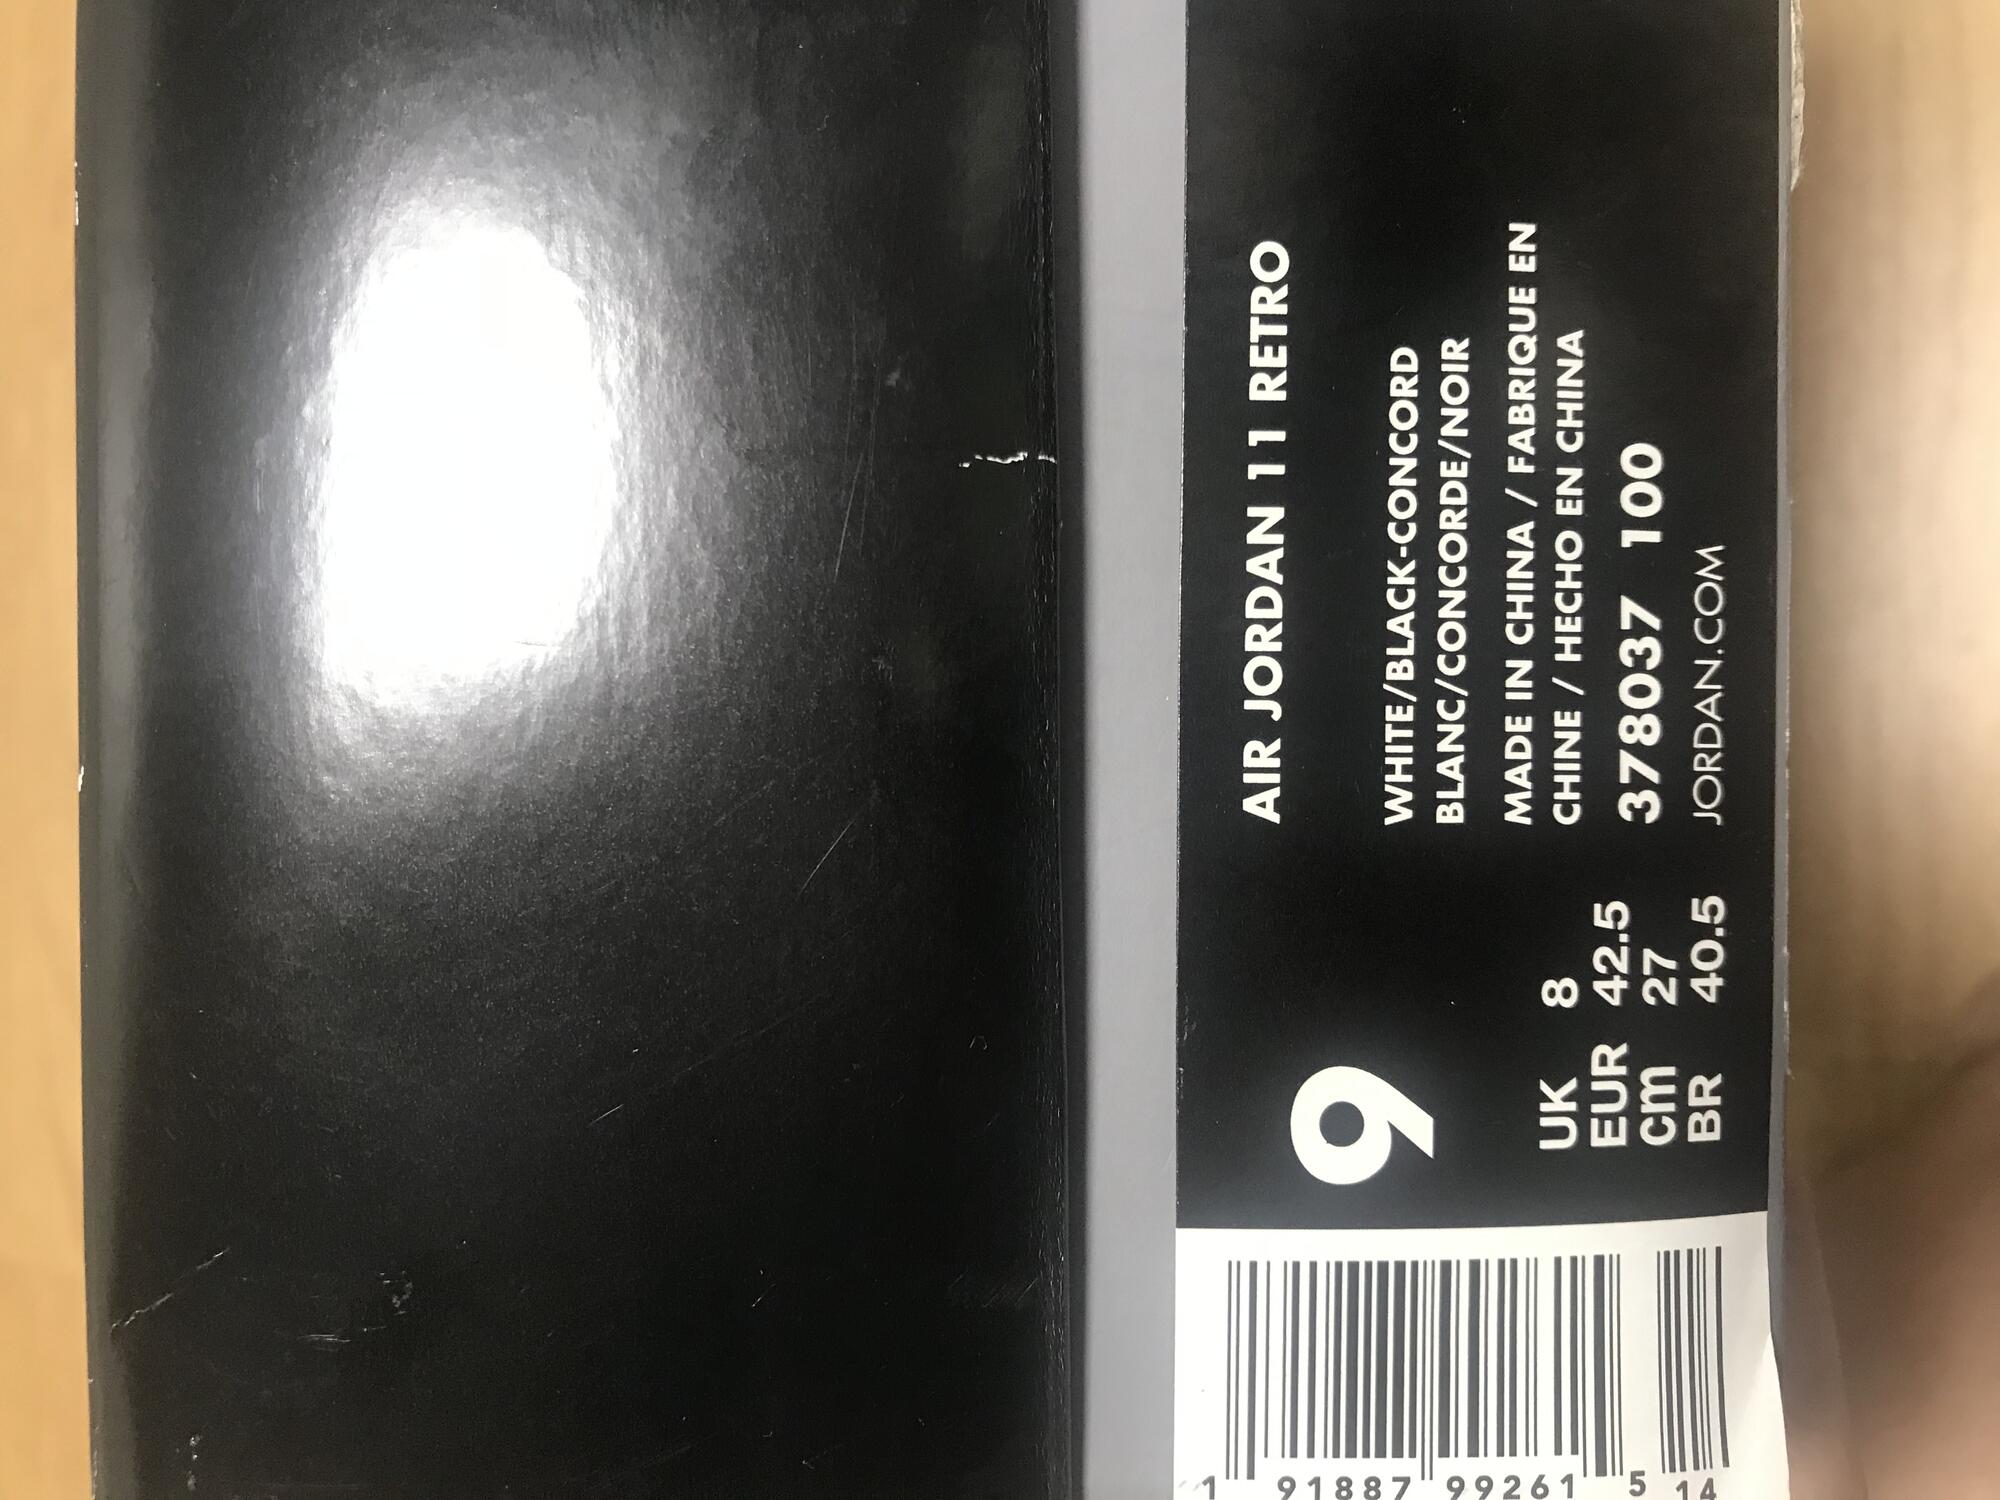 AIR JORDAN 11 RETRO
WHITE/BLACK-CONCORD
BLANC/CONCORDE/NOIR
MADE IN CHINA / FABRIQUE EN
CHINE / HECHO EN CHINA
378037 100
JORDAN.COM
9
UK 8
EUR 42.5
cm 27
BR 40.5
1 91887 99261 5 14